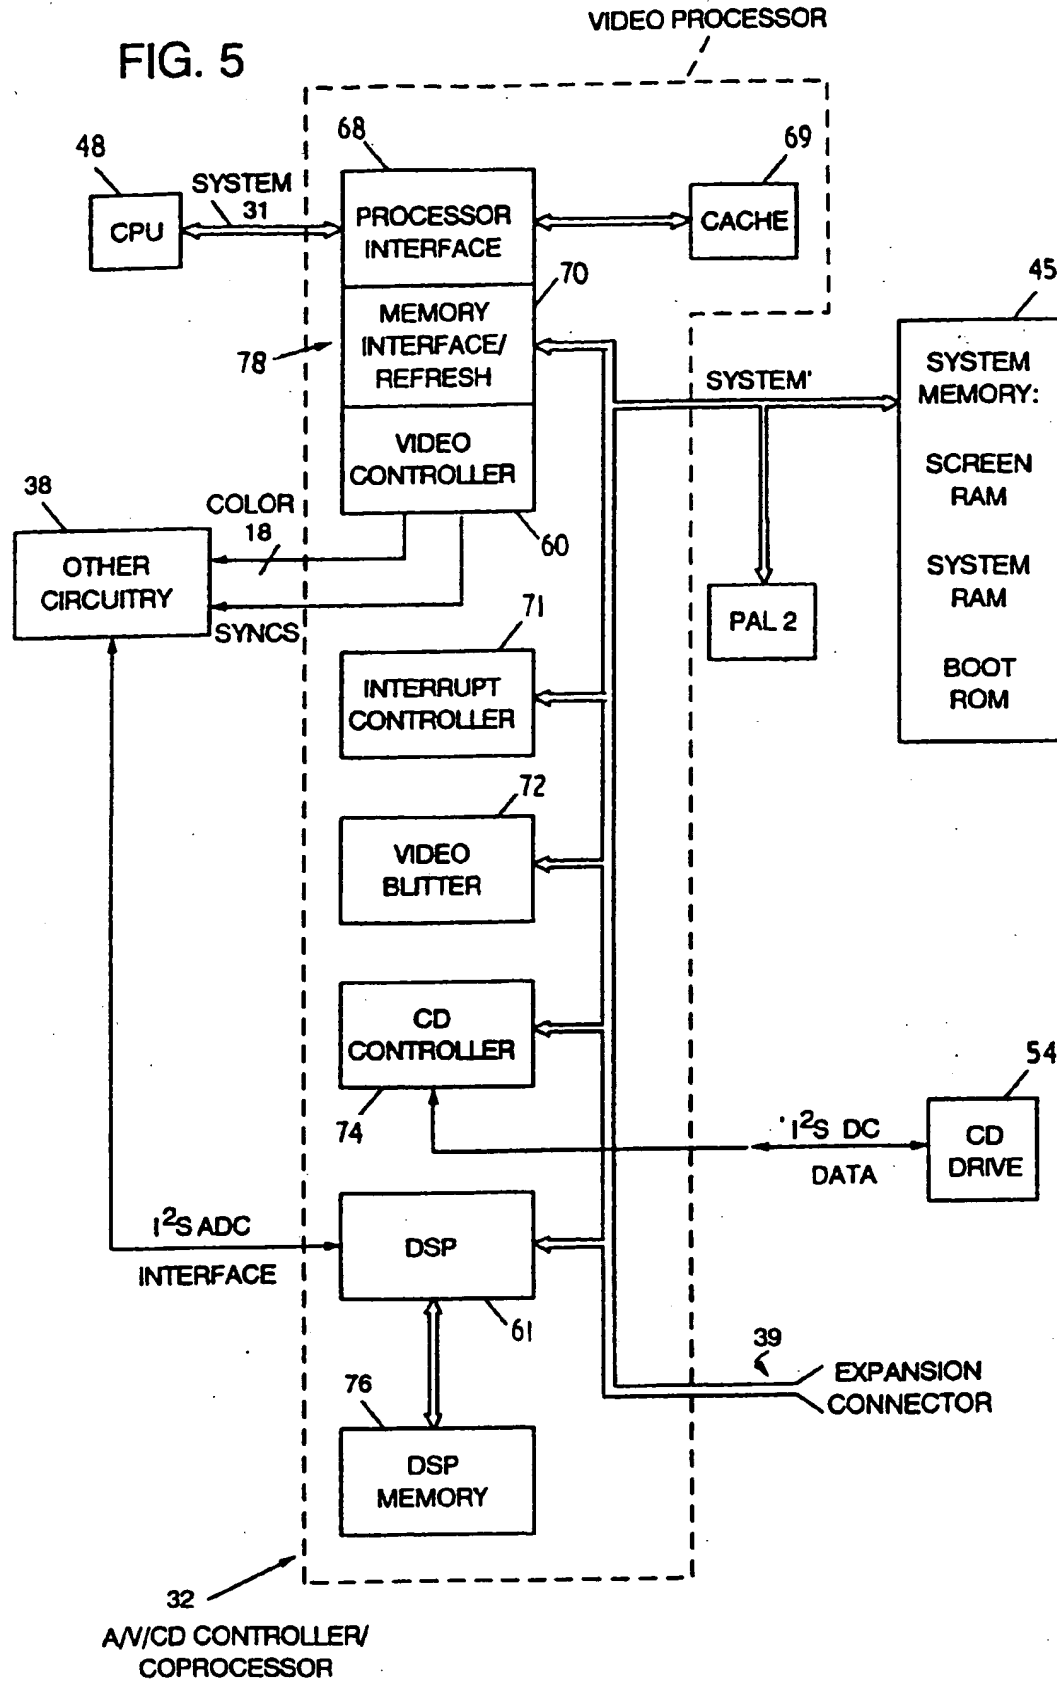 VIDEO PROCESSOR
FIG. 5
48
CPU
SYSTEM
31
68
PROCESSOR
INTERFACE
69
CACHE
70
MEMORY
INTERFACE/
REFRESH
78
VIDEO
CONTROLLER
60
SYSTEM'
45
SYSTEM
MEMORY:
SCREEN
RAM
SYSTEM
RAM
BOOT
ROM
PAL 2
38
OTHER
CIRCUITRY
COLOR
18
SYNCS
71
INTERRUPT
CONTROLLER
72
VIDEO
BLITTER
CD
CONTROLLER
74
I²S DC
DATA
54
CD
DRIVE
I²S ADC
INTERFACE
DSP
61
76
DSP
MEMORY
39
EXPANSION
CONNECTOR
32
A/V/CD CONTROLLER/
COPROCESSOR